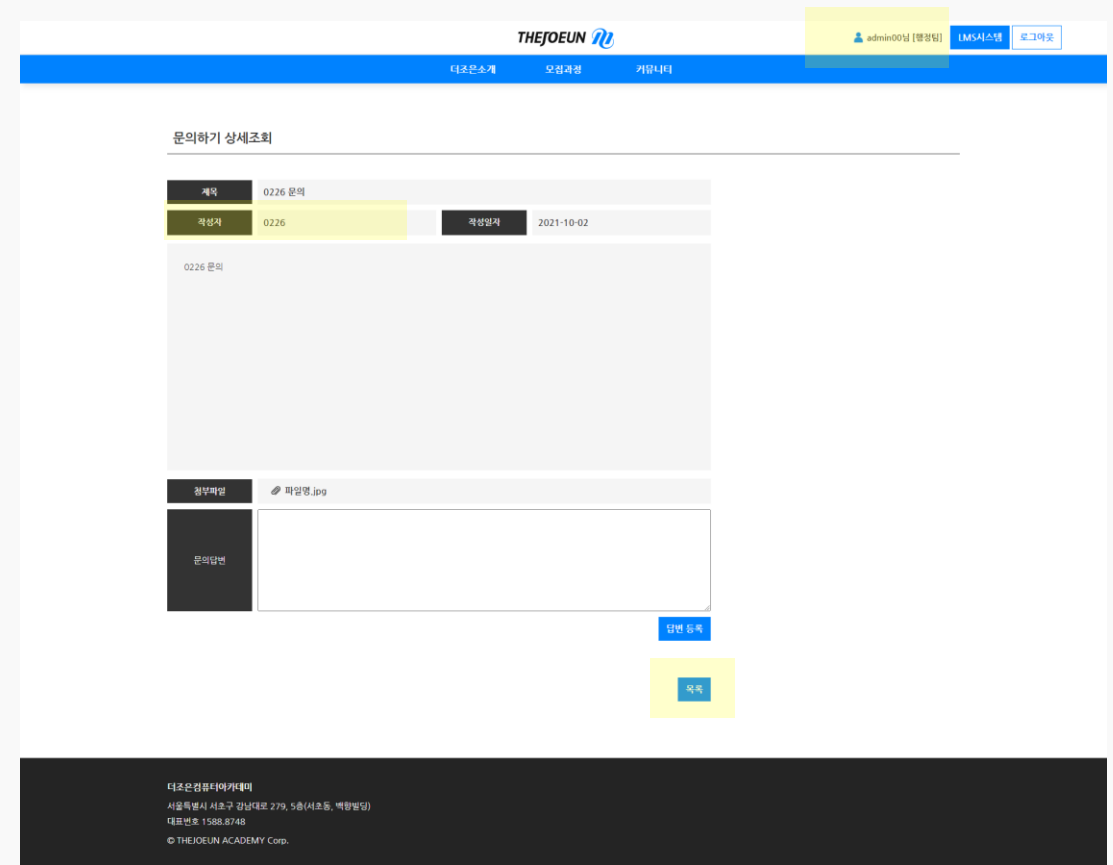 THEJOEUN
admin00님 [행정팀] LMS시스템 로그아웃
더조은소개 모집과정 커뮤니티
문의하기 상세조회
제목 0226 문의
작성자 0226 작성일자 2021-10-02
0226 문의
첨부파일 파일명.jpg
문의답변
답변 등록
목록
더조은컴퓨터아카데미
서울특별시 서초구 강남대로 279, 5층(서초동, 백향빌딩)
대표번호 1588.8748
© THEJOEUN ACADEMY Corp.